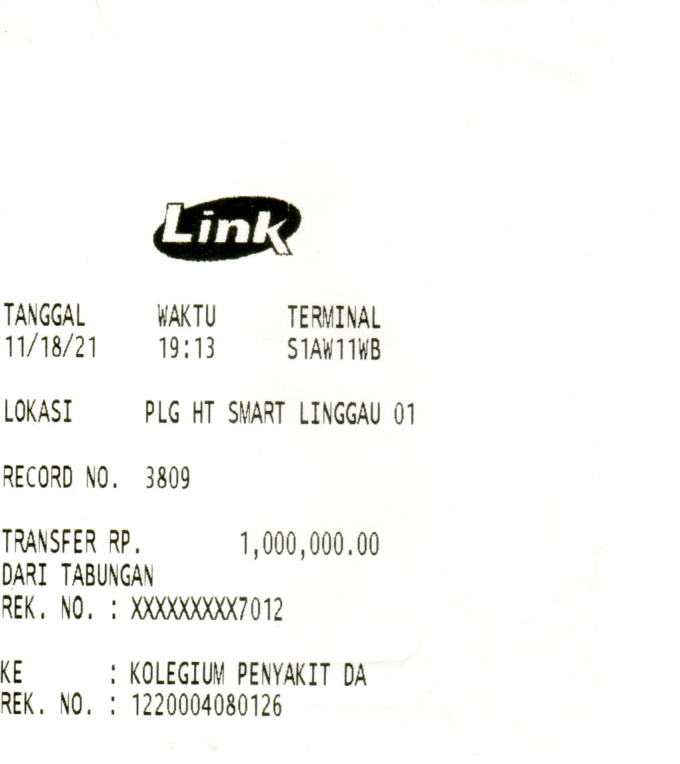 Link
TANGGAL WAKTU TERMINAL
11/18/21 19:13 S1AW11WB
LOKASI PLG HT SMART LINGGAU 01
RECORD NO. 3809
TRANSFER RP. 1,000,000.00
DARI TABUNGAN
REK. NO. : XXXXXXXXX7012
KE : KOLEGIUM PENYAKIT DA
REK. NO. : 1220004080126